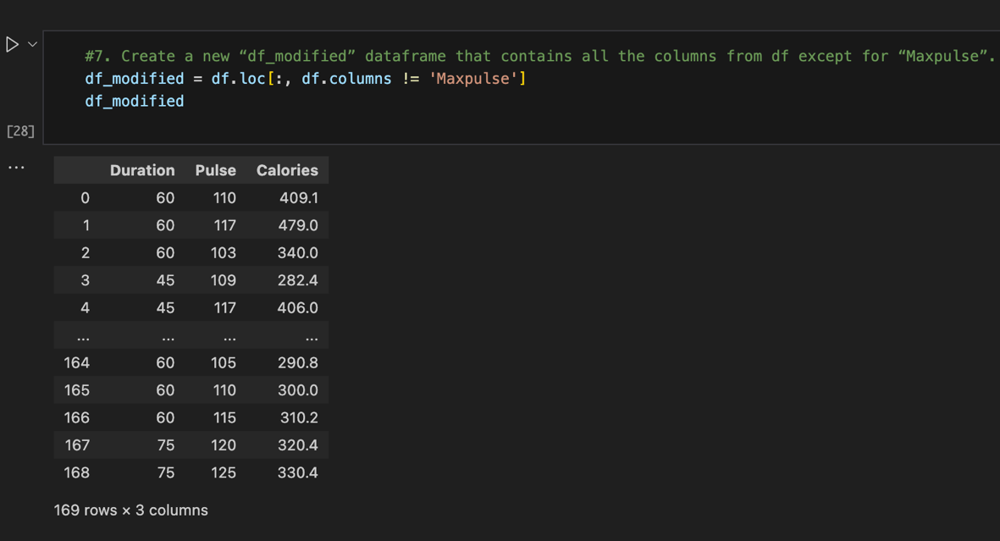 #7. Create a new “df_modified” dataframe that contains all the columns from df except for “Maxpulse”.
df_modified = df.loc[:, df.columns != 'Maxpulse']
df_modified
[28]
...
Duration Pulse Calories
0 60 110 409.1
1 60 117 479.0
2 60 103 340.0
3 45 109 282.4
4 45 117 406.0
... ... ... ...
164 60 105 290.8
165 60 110 300.0
166 60 115 310.2
167 75 120 320.4
168 75 125 330.4
169 rows × 3 columns